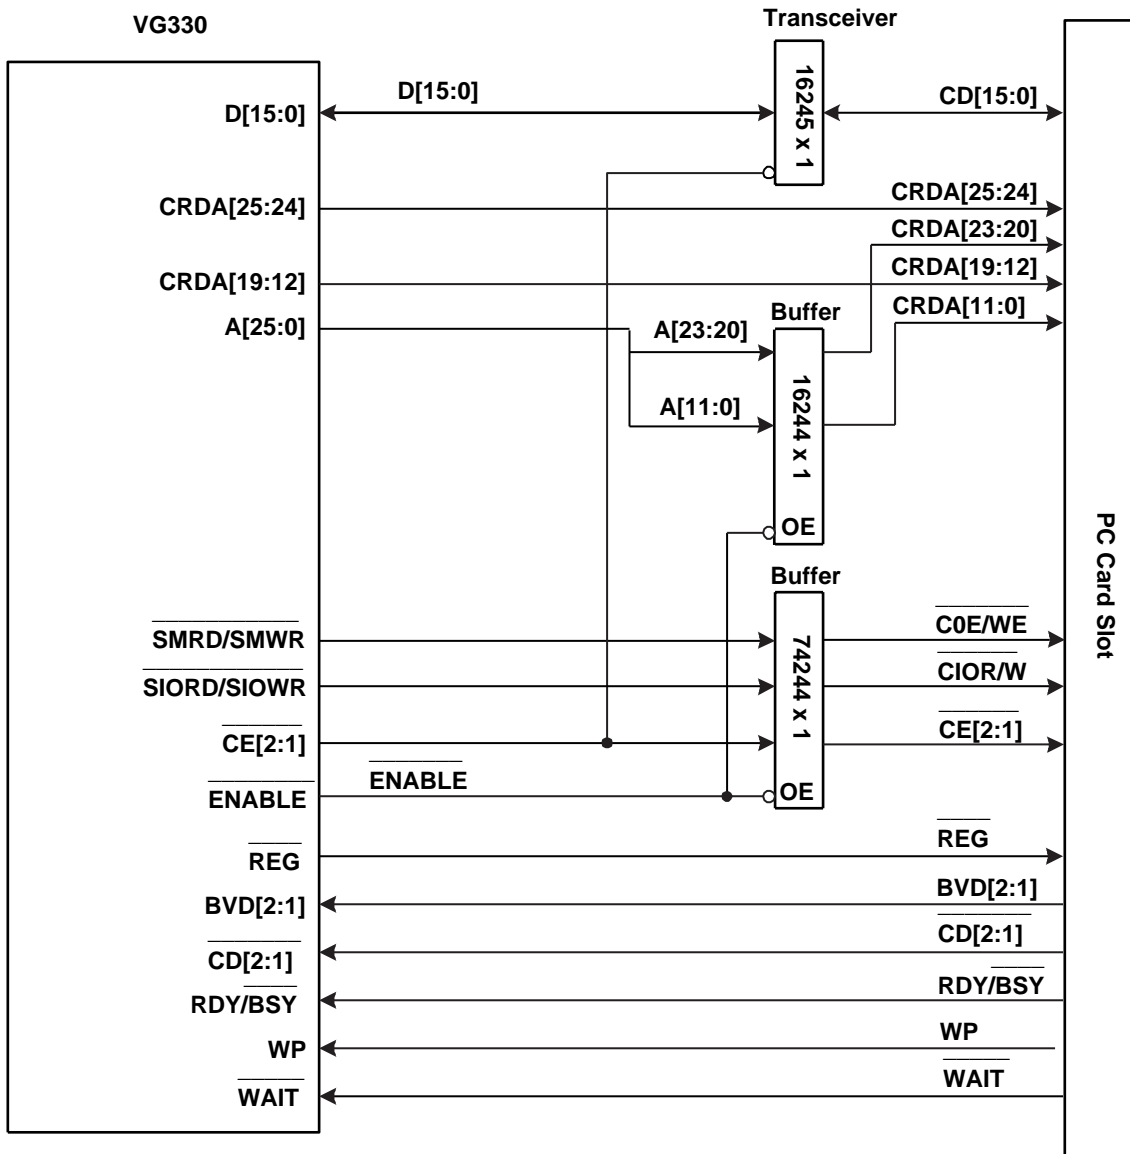 VG330
Transceiver
D[15:0]
D[15:0]
16245 x 1
CD[15:0]
CRDA[25:24]
CRDA[25:24]
CRDA[23:20]
CRDA[19:12]
CRDA[19:12]
A[25:0]
Buffer
CRDA[11:0]
A[23:20]
A[11:0]
16244 x 1
OE
PC Card Slot
Buffer
SMRD/SMWR
74244 x 1
C0E/WE
SIORD/SIOWR
CIOR/W
CE[2:1]
CE[2:1]
ENABLE
ENABLE
OE
REG
REG
BVD[2:1]
BVD[2:1]
CD[2:1]
CD[2:1]
RDY/BSY
RDY/BSY
WP
WP
WAIT
WAIT